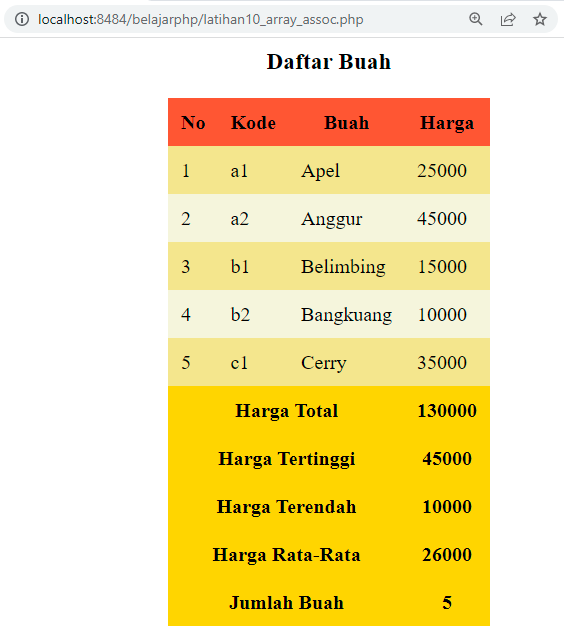 localhost:8484/belajarphp/latihan10_array_assoc.php
Daftar Buah
No Kode Buah Harga
1 a1 Apel 25000
2 a2 Anggur 45000
3 b1 Belimbing 15000
4 b2 Bangkuang 10000
5 c1 Cerry 35000
Harga Total 130000
Harga Tertinggi 45000
Harga Terendah 10000
Harga Rata-Rata 26000
Jumlah Buah 5